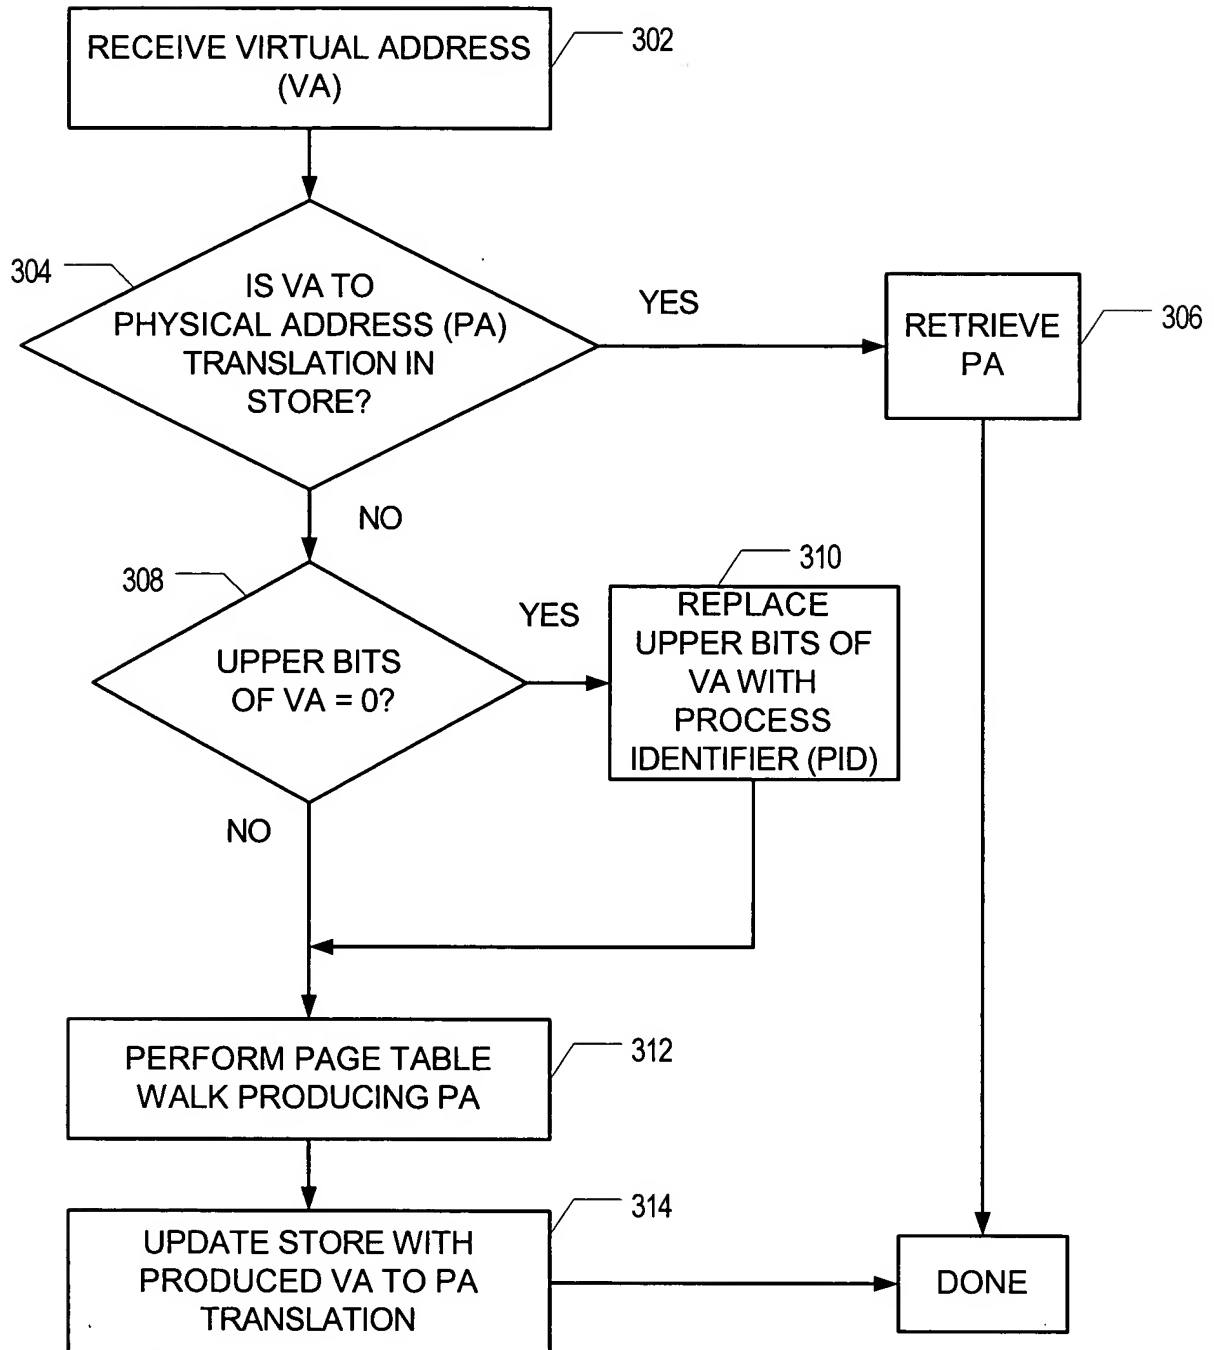 RECEIVE VIRTUAL ADDRESS
(VA)
302
304
IS VA TO
PHYSICAL ADDRESS (PA)
TRANSLATION IN
STORE?
YES
RETRIEVE
PA
306
NO
308
UPPER BITS
OF VA = 0?
YES
310
REPLACE
UPPER BITS OF
VA WITH
PROCESS
IDENTIFIER (PID)
NO
PERFORM PAGE TABLE
WALK PRODUCING PA
312
UPDATE STORE WITH
PRODUCED VA TO PA
TRANSLATION
314
DONE